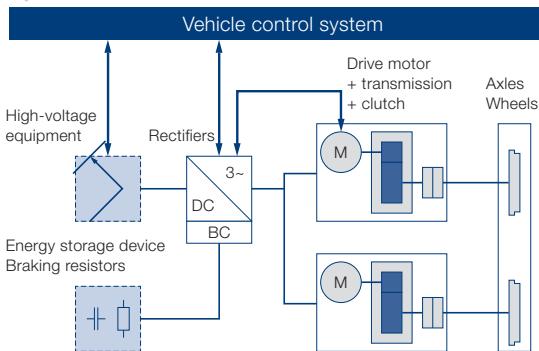 Vehicle control system
Drive motor
+ transmission
+ clutch
Axles
Wheels
High-voltage
equipment
Rectifiers
M
3~
DC
BC
Energy storage device
Braking resistors
M